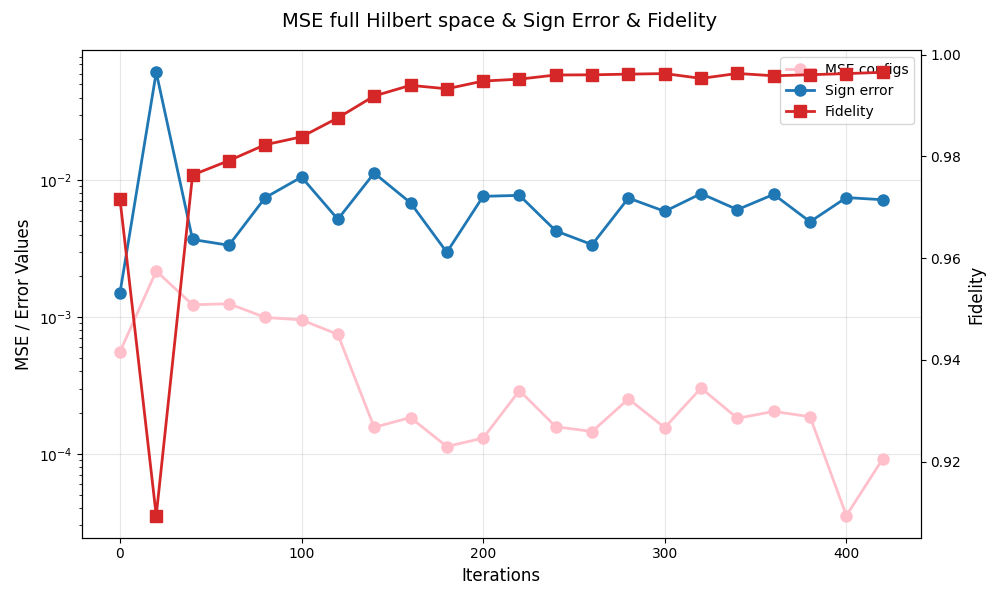 MSE full Hilbert space & Sign Error & Fidelity
MSE configs
Sign error
Fidelity
MSE / Error Values
10⁻²
10⁻³
10⁻⁴
1.00
0.98
0.96
0.94
0.92
Fidelity
0 100 200 300 400
Iterations